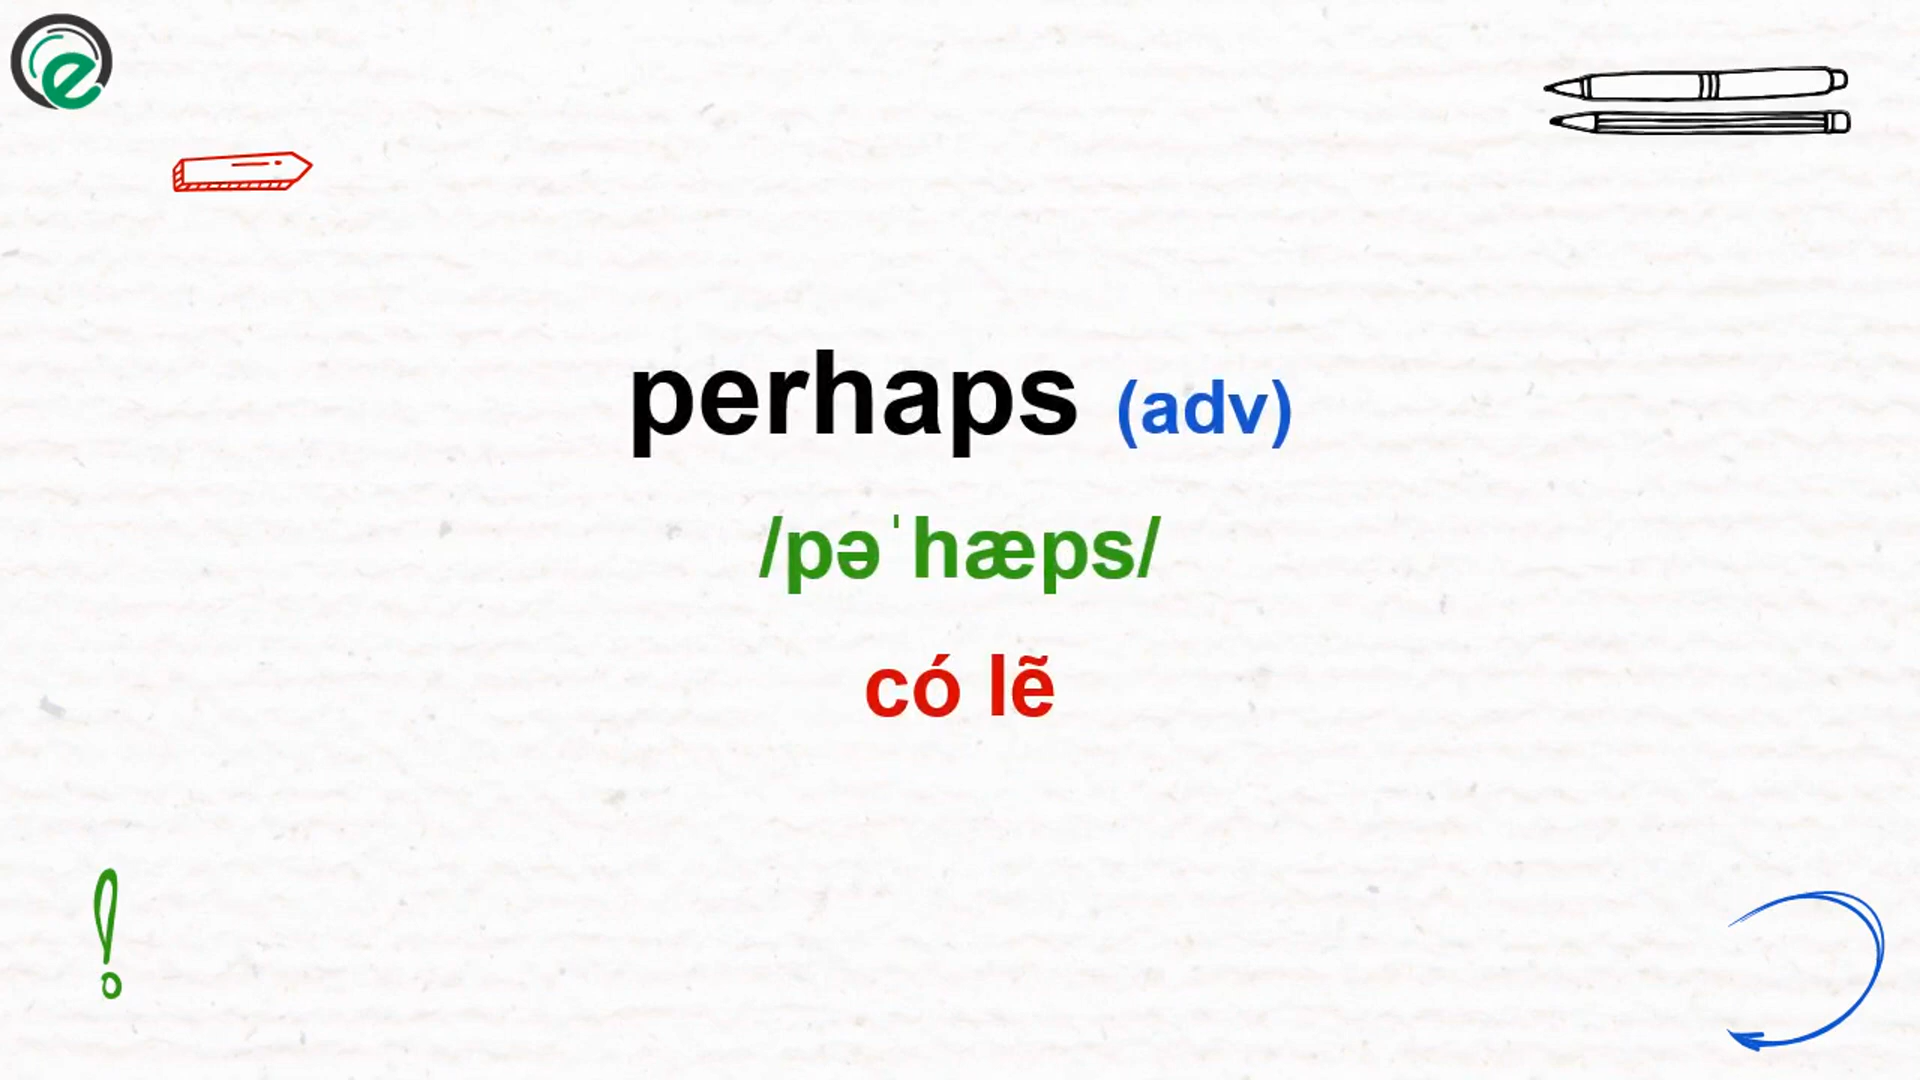 perhaps (adv)
/pəˈhæps/
có lẽ